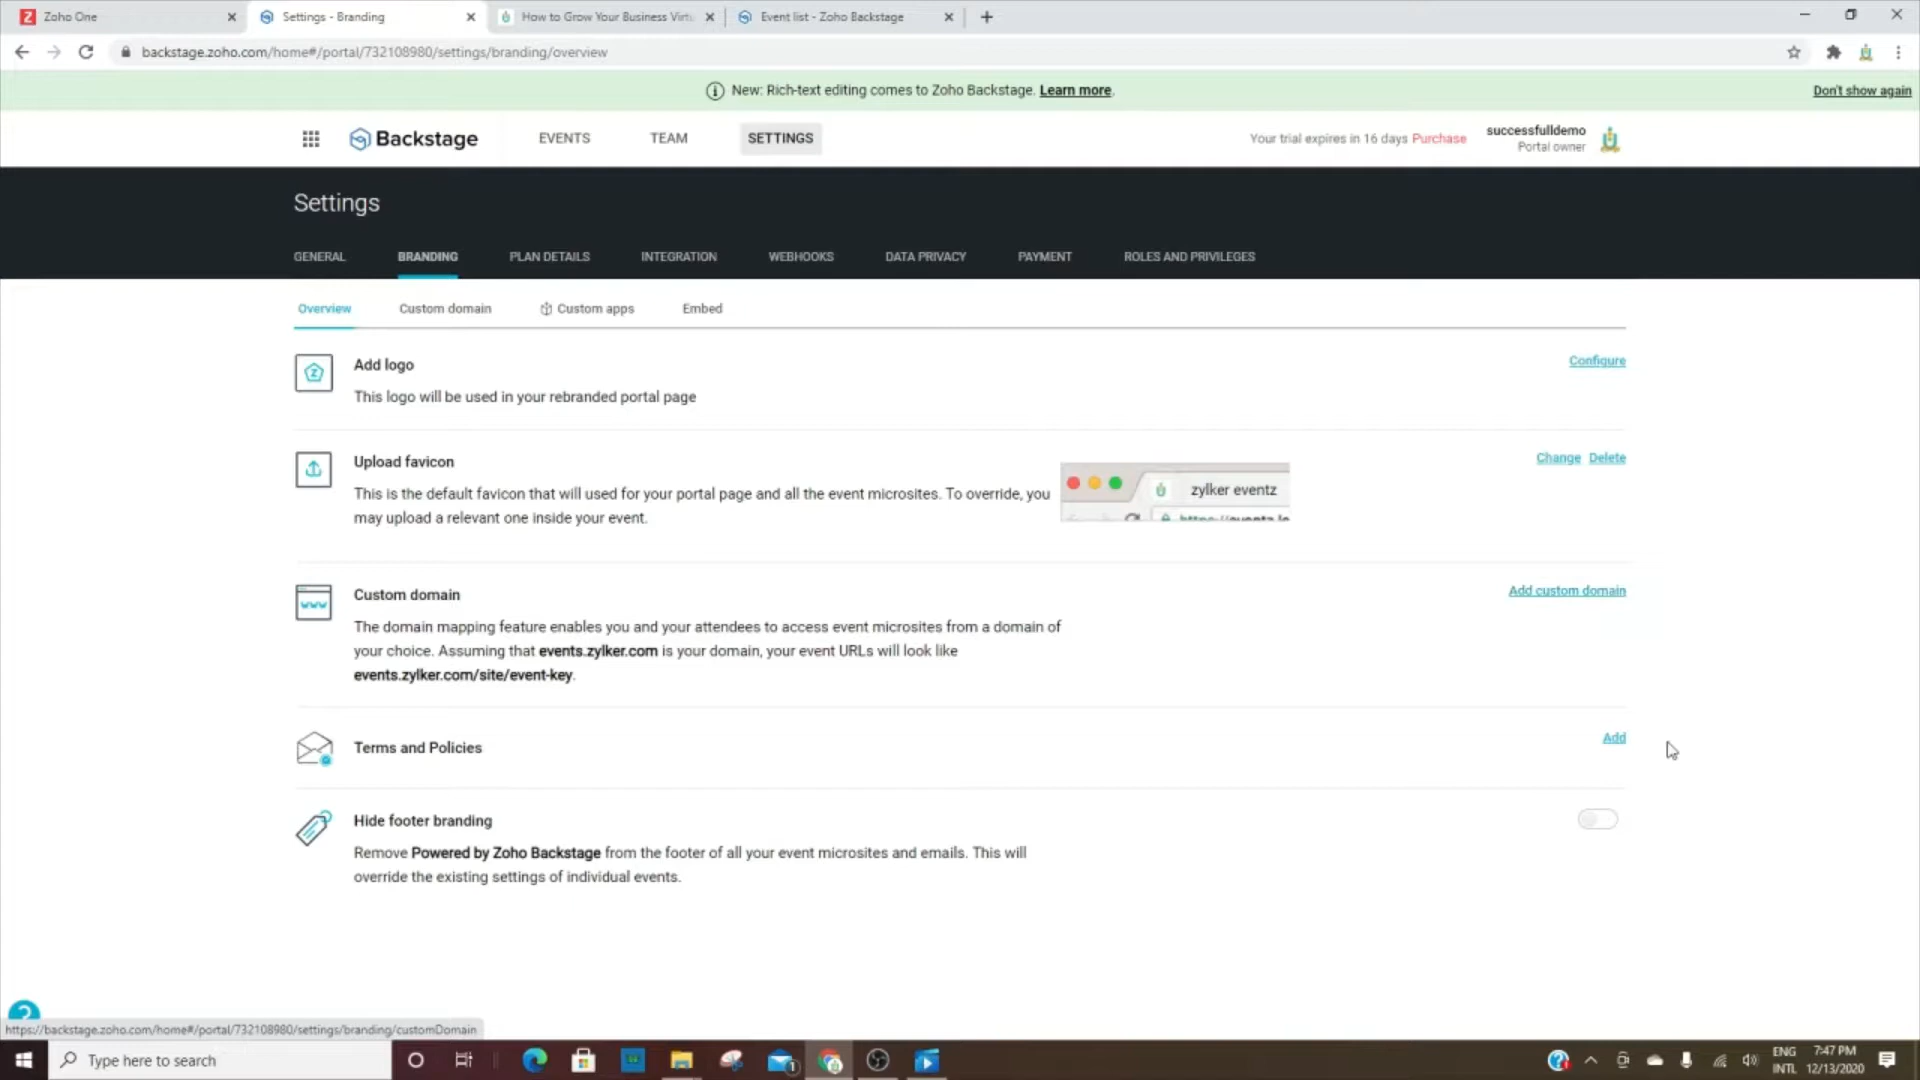 Zoho One
Settings - Branding
How to Grow Your Business Virtu
Event list - Zoho Backstage
backstage.zoho.com/home#/portal/732108980/settings/branding/overview
New: Rich-text editing comes to Zoho Backstage. Learn more.
Don't show again
Backstage
EVENTS
TEAM
SETTINGS
Your trial expires in 16 days Purchase
successfulldemo
Portal owner
Settings
GENERAL
BRANDING
PLAN DETAILS
INTEGRATION
WEBHOOKS
DATA PRIVACY
PAYMENT
ROLES AND PRIVILEGES
Overview
Custom domain
Custom apps
Embed
Add logo
Configure
This logo will be used in your rebranded portal page
Upload favicon
Change Delete
This is the default favicon that will used for your portal page and all the event microsites. To override, you
may upload a relevant one inside your event.
zylker eventz
Custom domain
Add custom domain
The domain mapping feature enables you and your attendees to access event microsites from a domain of
your choice. Assuming that events.zylker.com is your domain, your event URLs will look like
events.zylker.com/site/event-key.
Terms and Policies
Add
Hide footer branding
Remove Powered by Zoho Backstage from the footer of all your event microsites and emails. This will
override the existing settings of individual events.
https://backstage.zoho.com/home#/portal/732108980/settings/branding/customDomain
Type here to search
ENG
INTL
7:47 PM
12/13/2020